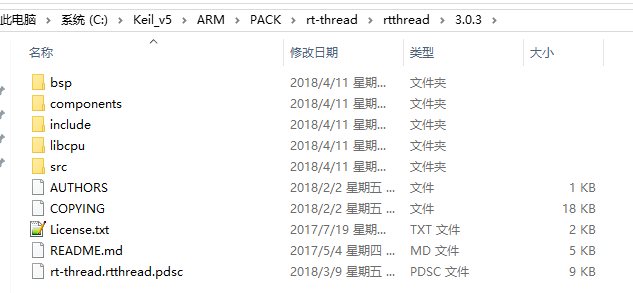 此电脑 > 系统 (C:) > Keil_v5 > ARM > PACK > rt-thread > rtthread > 3.0.3 >
名称 修改日期 类型 大小
bsp 2018/4/11 星期... 文件夹
components 2018/4/11 星期... 文件夹
include 2018/4/11 星期... 文件夹
libcpu 2018/4/11 星期... 文件夹
src 2018/4/11 星期... 文件夹
AUTHORS 2018/2/2 星期五 ... 文件 1 KB
COPYING 2018/2/2 星期五 ... 文件 18 KB
License.txt 2017/7/19 星期... TXT 文件 2 KB
README.md 2017/5/4 星期四 ... MD 文件 5 KB
rt-thread.rtthread.pdsc 2018/3/9 星期五 ... PDSC 文件 9 KB